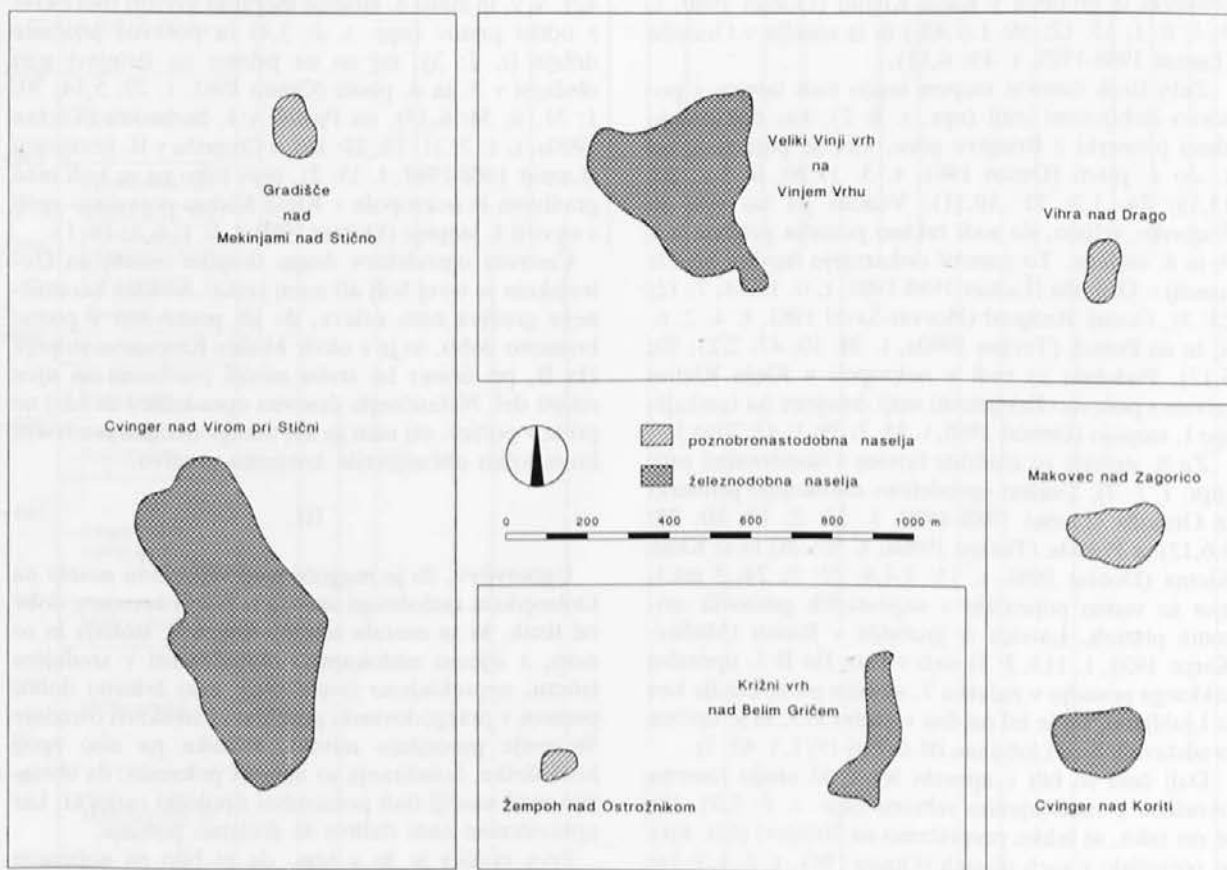 Gradišče
nad
Mekinjami nad Stično
Cvinger nad Virom pri Stični
Veliki Vinji vrh
na
Vinjem Vrhu
Vihra nad Drago
poznobronastodobna naselja
železnodobna naselja
0 200 400 600 800 1000 m
Makovec nad Zagorico
Žempoh nad Ostrožnikom
Križni vrh
nad Belim Gričem
Cvinger nad Koriti